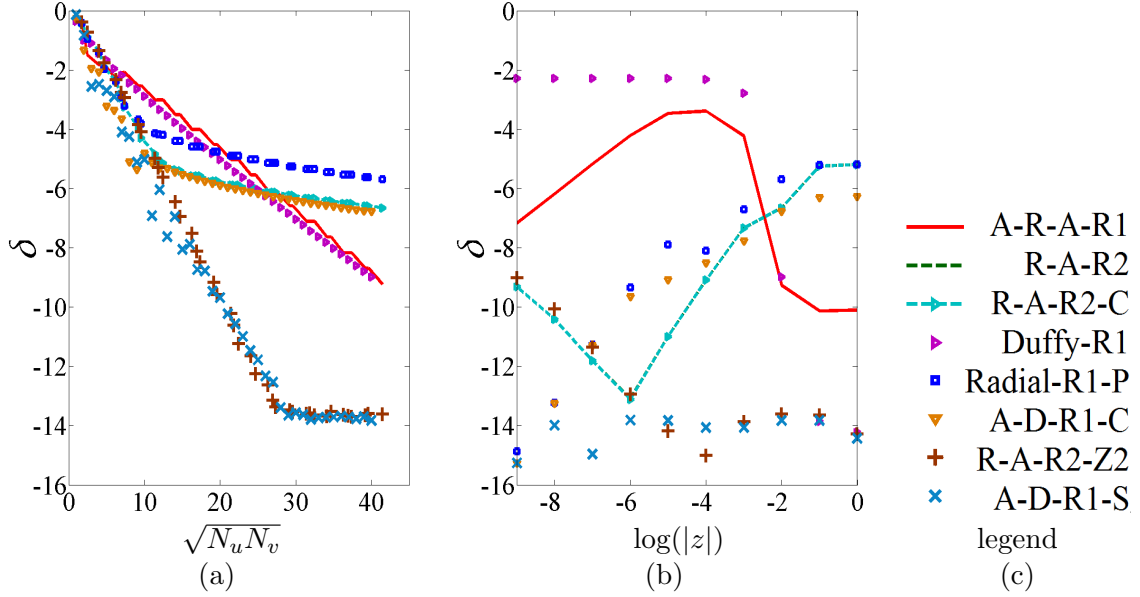 0
-2
-4
-6
-8
-10
-12
-14
-16
δ
0 10 20 30 40
√NᵤNᵥ
(a)
0
-2
-4
-6
-8
-10
-12
-14
-16
δ
-8 -6 -4 -2 0
log(|z|)
(b)
A-R-A-R1
R-A-R2
R-A-R2-C
Duffy-R1
Radial-R1-P
A-D-R1-C
R-A-R2-Z2
A-D-R1-S
legend
(c)